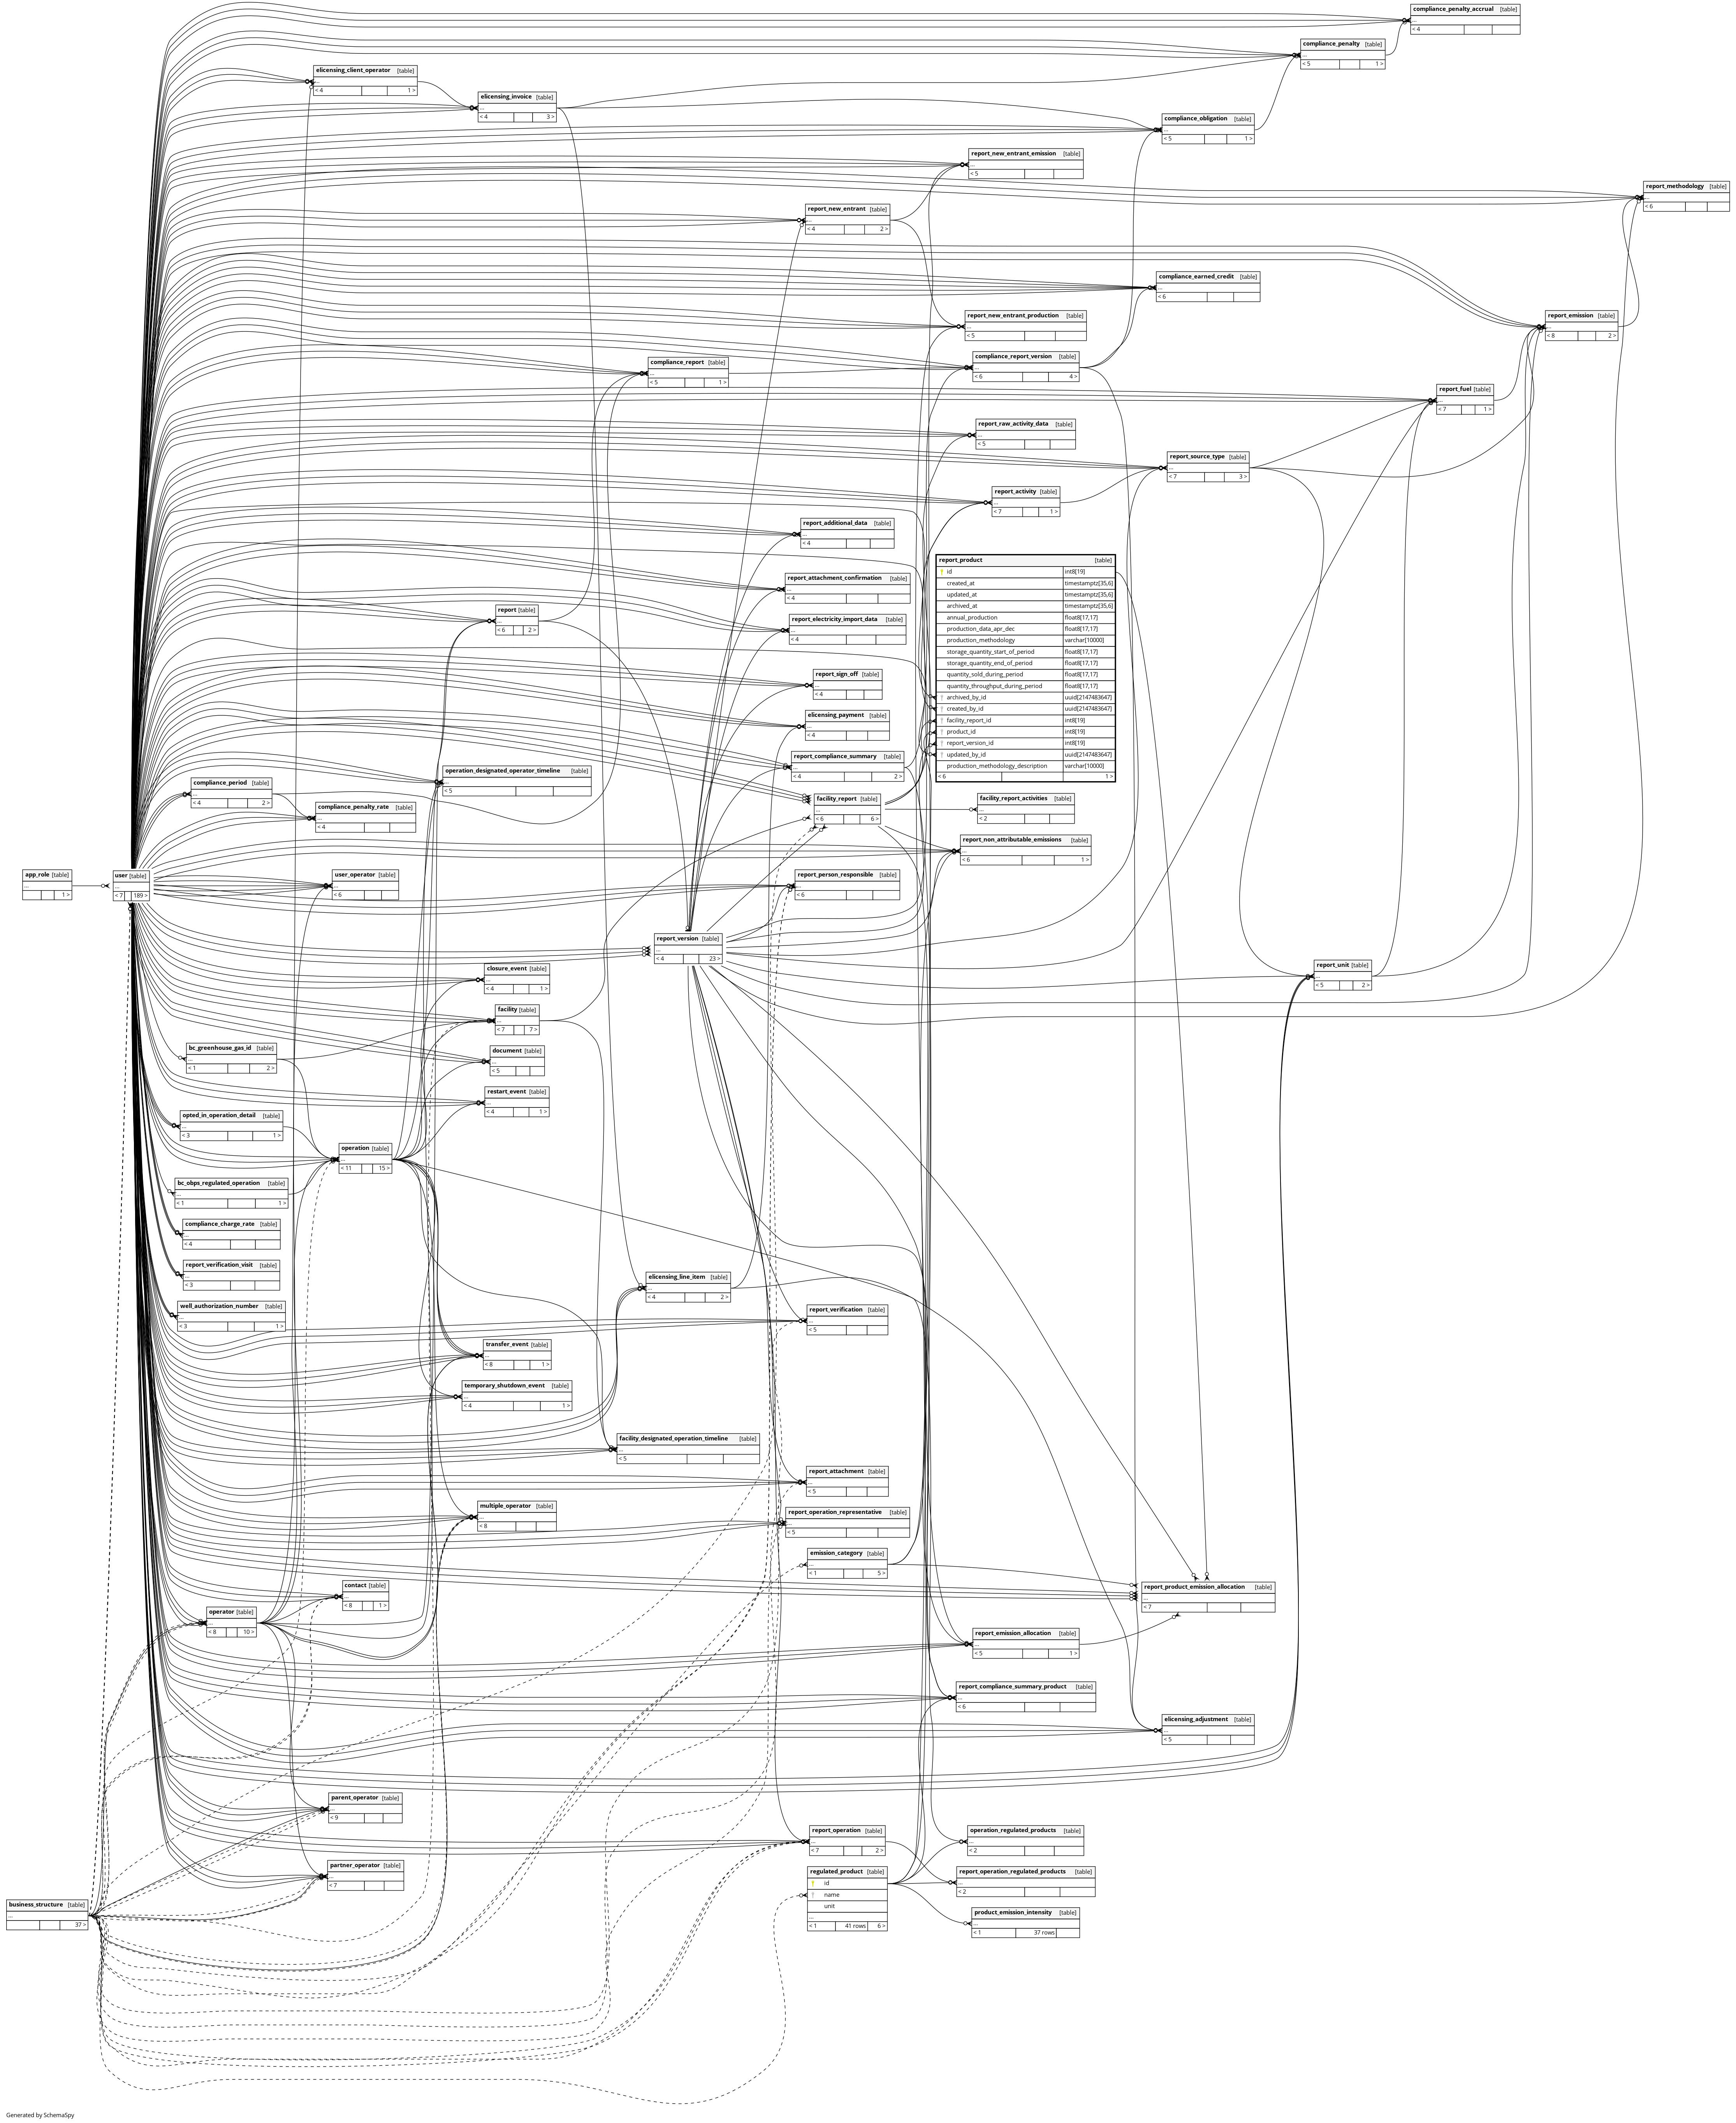 compliance_penalty_accrual [table]
...
< 4
compliance_penalty [table]
...
< 5 1 >
elicensing_client_operator [table]
...
< 4 1 >
elicensing_invoice [table]
...
< 4 3 >
compliance_obligation [table]
...
< 5 1 >
report_new_entrant_emission [table]
...
< 5
report_methodology [table]
...
< 6
report_new_entrant [table]
...
< 4 2 >
compliance_earned_credit [table]
...
< 6
report_new_entrant_production [table]
...
< 5
report_emission [table]
...
< 8 2 >
compliance_report_version [table]
...
< 6 4 >
compliance_report [table]
...
< 5 1 >
report_fuel [table]
...
< 7 1 >
report_raw_activity_data [table]
...
< 5
report_source_type [table]
...
< 7 3 >
report_activity [table]
...
< 7 1 >
report_additional_data [table]
...
< 4
report_product [table]
id int8[19]
created_at timestamptz[35,6]
updated_at timestamptz[35,6]
archived_at timestamptz[35,6]
annual_production float8[17,17]
production_data_apr_dec float8[17,17]
production_methodology varchar[10000]
storage_quantity_start_of_period float8[17,17]
storage_quantity_end_of_period float8[17,17]
quantity_sold_during_period float8[17,17]
quantity_throughput_during_period float8[17,17]
archived_by_id uuid[2147483647]
created_by_id uuid[2147483647]
facility_report_id int8[19]
product_id int8[19]
report_version_id int8[19]
updated_by_id uuid[2147483647]
production_methodology_description varchar[10000]
< 6 1 >
report_attachment_confirmation [table]
...
< 4
report [table]
...
< 6 2 >
report_electricity_import_data [table]
...
< 4
report_sign_off [table]
...
< 4
elicensing_payment [table]
...
< 4
report_compliance_summary [table]
...
< 4 2 >
operation_designated_operator_timeline [table]
...
< 5
compliance_period [table]
...
< 4 2 >
compliance_penalty_rate [table]
...
< 4
facility_report [table]
...
< 6 6 >
facility_report_activities [table]
...
< 2
report_non_attributable_emissions [table]
...
< 6 1 >
app_role [table]
...
1 >
user [table]
...
< 7 189 >
user_operator [table]
...
< 6
report_person_responsible [table]
...
< 6
report_version [table]
...
< 4 23 >
closure_event [table]
...
< 4 1 >
report_unit [table]
...
< 5 2 >
facility [table]
...
< 7 7 >
bc_greenhouse_gas_id [table]
...
< 1 2 >
document [table]
...
< 5
restart_event [table]
...
< 4 1 >
opted_in_operation_detail [table]
...
< 3 1 >
operation [table]
...
< 11 15 >
bc_obps_regulated_operation [table]
...
< 1 1 >
compliance_charge_rate [table]
...
< 4
report_verification_visit [table]
...
< 3
elicensing_line_item [table]
...
< 4 2 >
well_authorization_number [table]
...
< 3 1 >
report_verification [table]
...
< 5
transfer_event [table]
...
< 8 1 >
temporary_shutdown_event [table]
...
< 4 1 >
facility_designated_operation_timeline [table]
...
< 5
report_attachment [table]
...
< 5
multiple_operator [table]
...
< 8
report_operation_representative [table]
...
< 5
emission_category [table]
...
< 1 5 >
contact [table]
...
< 8 1 >
report_product_emission_allocation [table]
...
< 7
operator [table]
...
< 8 10 >
report_emission_allocation [table]
...
< 5 1 >
report_compliance_summary_product [table]
...
< 6
elicensing_adjustment [table]
...
< 5
parent_operator [table]
...
< 9
report_operation [table]
...
< 7 2 >
operation_regulated_products [table]
...
< 2
partner_operator [table]
...
< 7
regulated_product [table]
id
name
unit
...
< 1 41 rows 6 >
report_operation_regulated_products [table]
...
< 2
business_structure [table]
...
37 >
product_emission_intensity [table]
...
< 1 37 rows
Generated by SchemaSpy